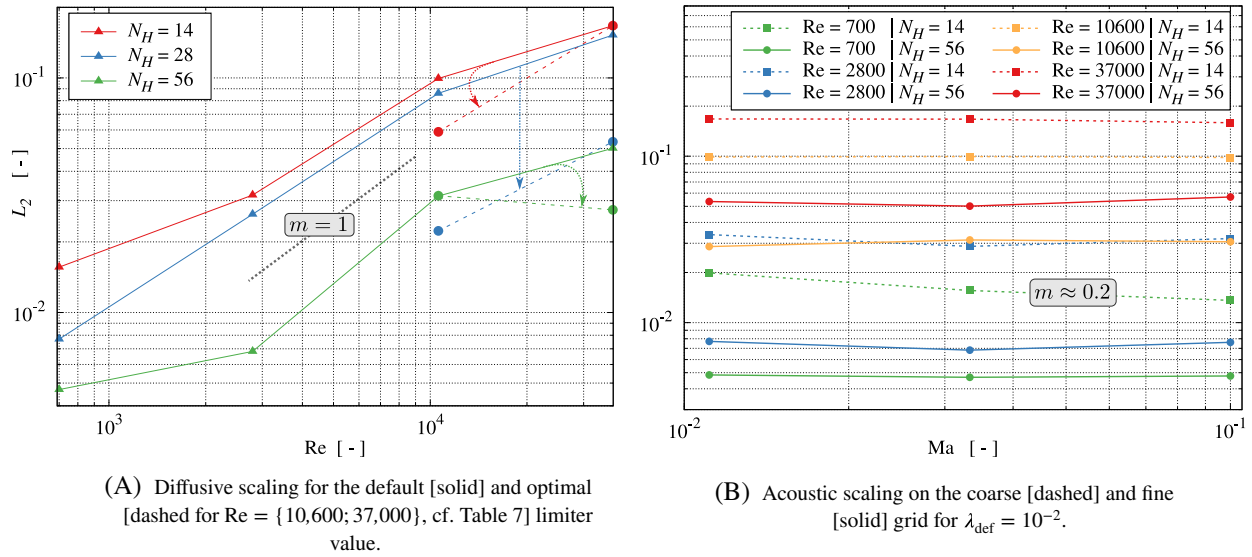 N_H = 14
N_H = 28
N_H = 56
10^-1
10^-2
L_2 [ - ]
m = 1
10^3
10^4
Re [ - ]
(A) Diffusive scaling for the default [solid] and optimal
[dashed for Re = {10,600; 37,000}, cf. Table 7] limiter
value.
Re = 700 | N_H = 14
Re = 700 | N_H = 56
Re = 2800 | N_H = 14
Re = 2800 | N_H = 56
Re = 10600 | N_H = 14
Re = 10600 | N_H = 56
Re = 37000 | N_H = 14
Re = 37000 | N_H = 56
10^-1
10^-2
m ≈ 0.2
10^-2
10^-1
Ma [ - ]
(B) Acoustic scaling on the coarse [dashed] and fine
[solid] grid for λ_def = 10^-2.